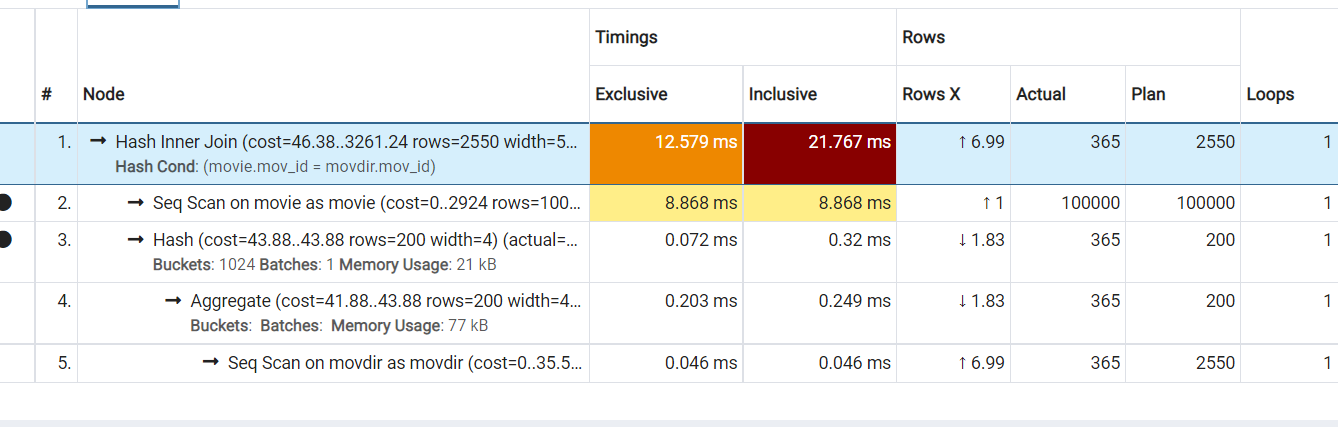 Timings Rows
# Node Exclusive Inclusive Rows X Actual Plan Loops
1. → Hash Inner Join (cost=46.38..3261.24 rows=2550 width=5... 12.579 ms 21.767 ms ↑ 6.99 365 2550 1
Hash Cond: (movie.mov_id = movdir.mov_id)
2. → Seq Scan on movie as movie (cost=0..2924 rows=100... 8.868 ms 8.868 ms ↑ 1 100000 100000 1
3. → Hash (cost=43.88..43.88 rows=200 width=4) (actual=... 0.072 ms 0.32 ms ↓ 1.83 365 200 1
Buckets: 1024 Batches: 1 Memory Usage: 21 kB
4. → Aggregate (cost=41.88..43.88 rows=200 width=4... 0.203 ms 0.249 ms ↓ 1.83 365 200 1
Buckets: Batches: Memory Usage: 77 kB
5. → Seq Scan on movdir as movdir (cost=0..35.5... 0.046 ms 0.046 ms ↑ 6.99 365 2550 1